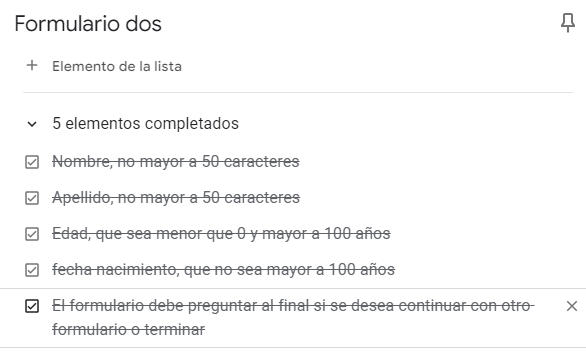 Formulario dos
Elemento de la lista
5 elementos completados
Nombre, no mayor a 50 caracteres
Apellido, no mayor a 50 caracteres
Edad, que sea menor que 0 y mayor a 100 años
fecha nacimiento, que no sea mayor a 100 años
El formulario debe preguntar al final si se desea continuar con otro
formulario o terminar